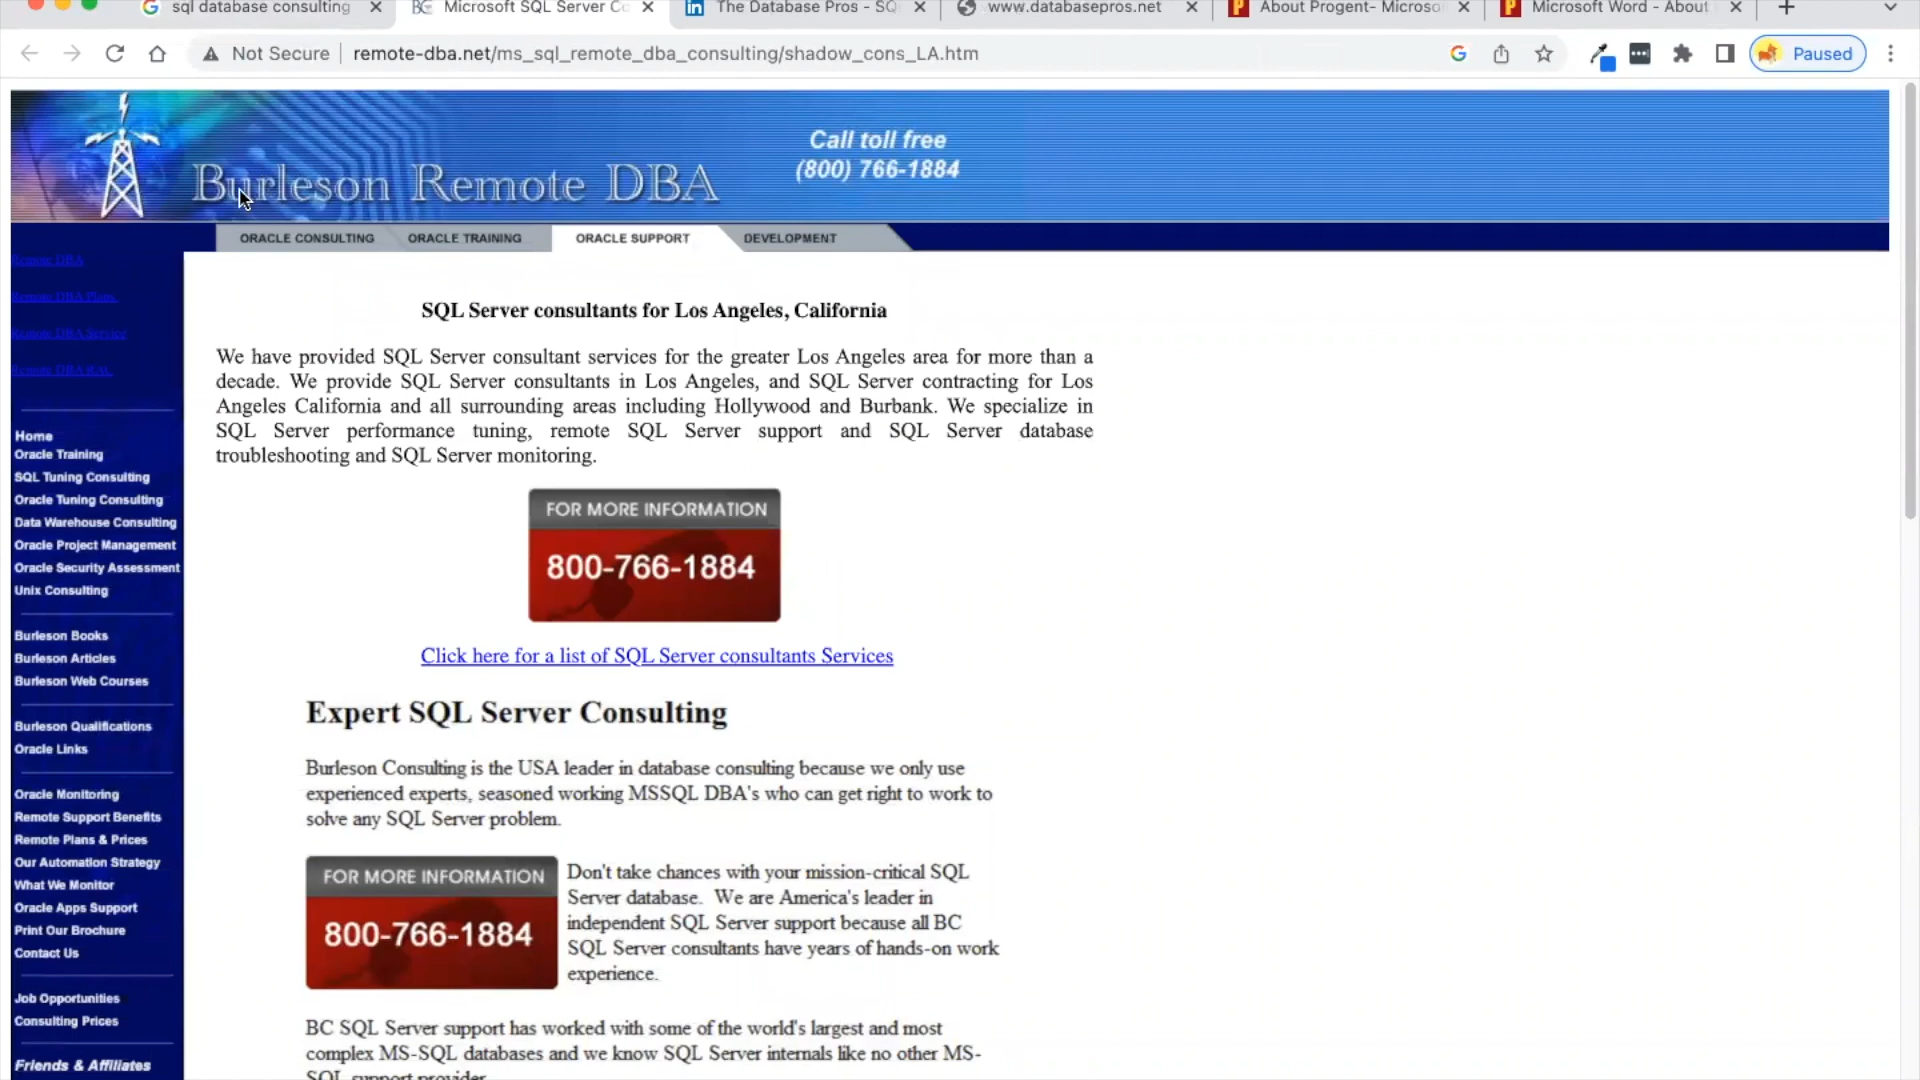 sql database consulting
Microsoft SQL Server Co
The Database Pros - SQ
www.databasepros.net
About Progent- Microso
Microsoft Word - About
Not Secure
remote-dba.net/ms_sql_remote_dba_consulting/shadow_cons_LA.htm
Paused
Burleson Remote DBA
Call toll free
(800) 766-1884
ORACLE CONSULTING
ORACLE TRAINING
ORACLE SUPPORT
DEVELOPMENT
Remote DBA
Remote DBA Plans
Remote DBA Service
Remote DBA RAC
Home
Oracle Training
SQL Tuning Consulting
Oracle Tuning Consulting
Data Warehouse Consulting
Oracle Project Management
Oracle Security Assessment
Unix Consulting
Burleson Books
Burleson Articles
Burleson Web Courses
Burleson Qualifications
Oracle Links
Oracle Monitoring
Remote Support Benefits
Remote Plans & Prices
Our Automation Strategy
What We Monitor
Oracle Apps Support
Print Our Brochure
Contact Us
Job Opportunities
Consulting Prices
Friends & Affiliates
SQL Server consultants for Los Angeles, California
We have provided SQL Server consultant services for the greater Los Angeles area for more than a
decade. We provide SQL Server consultants in Los Angeles, and SQL Server contracting for Los
Angeles California and all surrounding areas including Hollywood and Burbank. We specialize in
SQL Server performance tuning, remote SQL Server support and SQL Server database
troubleshooting and SQL Server monitoring.
FOR MORE INFORMATION
800-766-1884
Click here for a list of SQL Server consultants Services
Expert SQL Server Consulting
Burleson Consulting is the USA leader in database consulting because we only use
experienced experts, seasoned working MSSQL DBA's who can get right to work to
solve any SQL Server problem.
FOR MORE INFORMATION
800-766-1884
Don't take chances with your mission-critical SQL
Server database. We are America's leader in
independent SQL Server support because all BC
SQL Server consultants have years of hands-on work
experience.
BC SQL Server support has worked with some of the world's largest and most
complex MS-SQL databases and we know SQL Server internals like no other MS-
SQL support provider